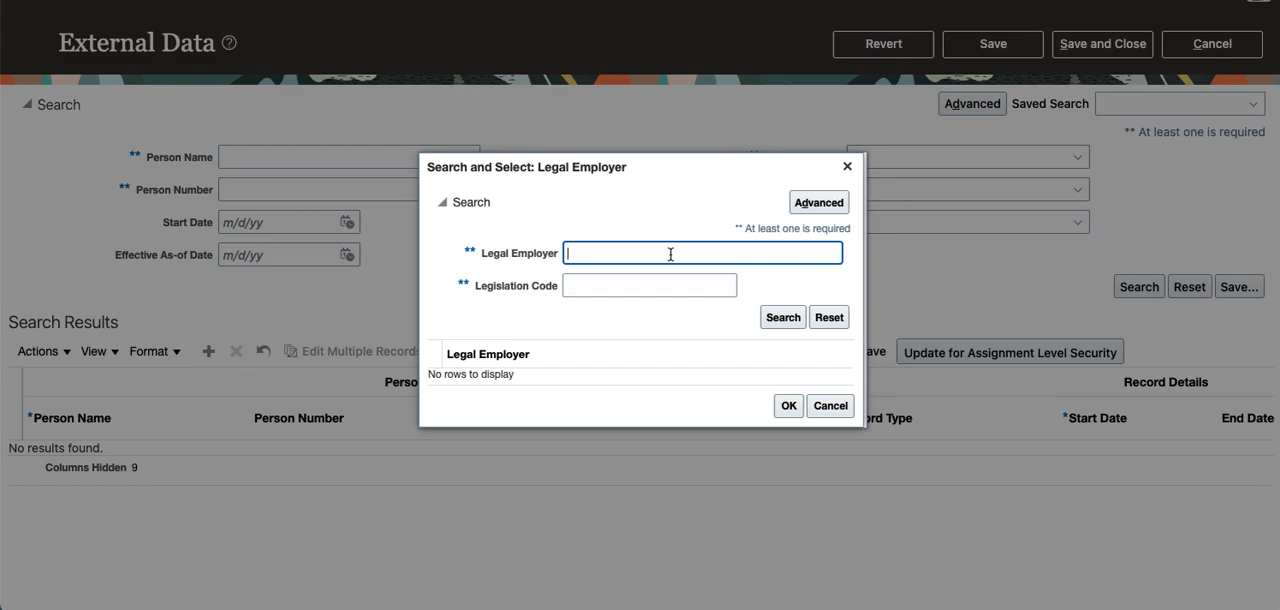 External Data
Revert
Save
Save and Close
Cancel
Search
Advanced
Saved Search
** At least one is required
** Person Name
** Person Number
Start Date
m/d/yy
Effective As-of Date
m/d/yy
Search
Reset
Save...
Search and Select: Legal Employer
Search
Advanced
** At least one is required
** Legal Employer
** Legislation Code
Search
Reset
Legal Employer
No rows to display
OK
Cancel
Search Results
Actions
View
Format
Edit Multiple Records
Update for Assignment Level Security
Record Details
*Person Name
Person Number
*Start Date
End Date
No results found.
Columns Hidden 9